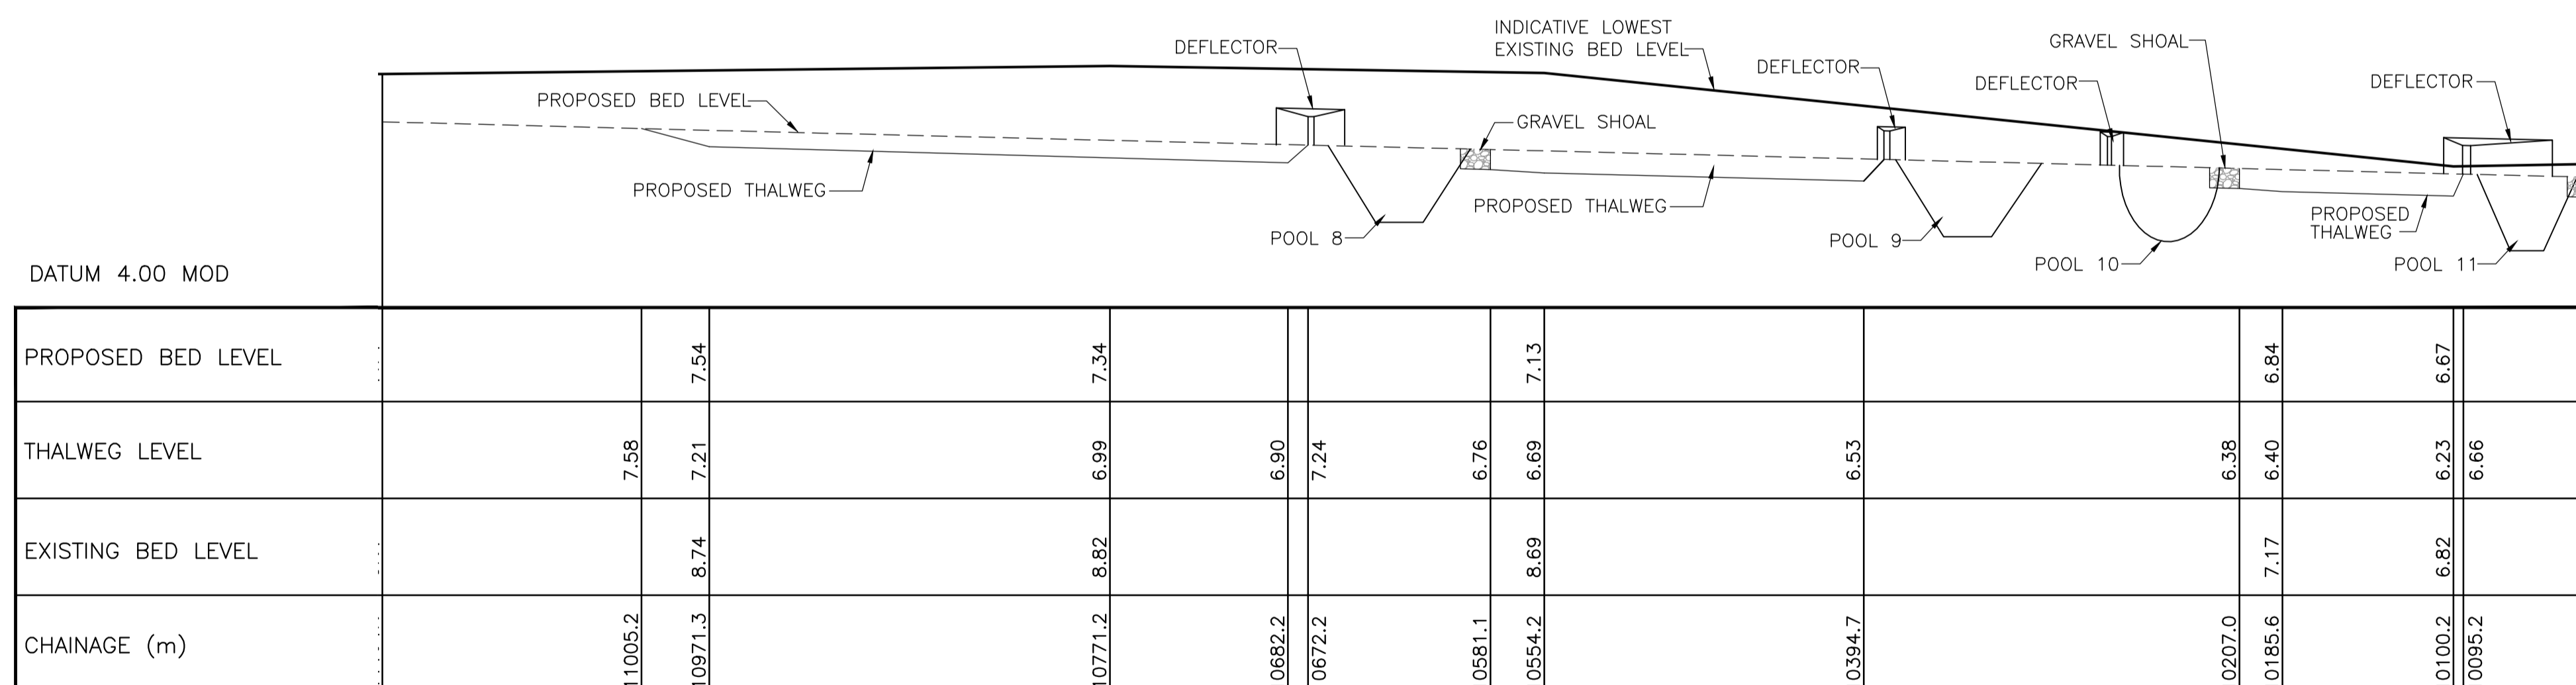 INDICATIVE LOWEST
EXISTING BED LEVEL
DEFLECTOR
GRAVEL SHOAL
DEFLECTOR
DEFLECTOR
DEFLECTOR
PROPOSED BED LEVEL
GRAVEL SHOAL
PROPOSED THALWEG
PROPOSED THALWEG
PROPOSED
THALWEG
POOL 8
POOL 9
POOL 10
POOL 11
DATUM 4.00 MOD
PROPOSED BED LEVEL
7.54
7.34
7.13
6.84
6.67
THALWEG LEVEL
7.58
7.21
6.99
6.90
7.24
6.76
6.69
6.53
6.38
6.40
6.23
6.66
EXISTING BED LEVEL
8.74
8.82
8.69
7.17
6.82
CHAINAGE (m)
11005.2
10971.3
10771.2
0682.2
0672.2
0581.1
0554.2
0394.7
0207.0
0185.6
0100.2
0095.2